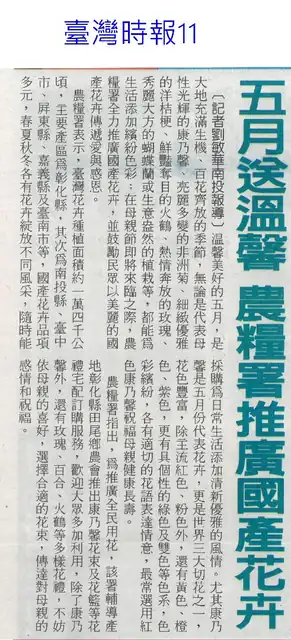 臺灣時報11
五月送溫馨 農糧署推廣國產花卉
〔記者劉敏華南投報導〕溫馨美好的五月，是
大地充滿生機、百花齊放的季節，無論是代表母
性光輝的康乃馨、亮麗多變的非洲菊、細緻優雅
的洋桔梗、鮮豔奪目的火鶴、熱情奔放的玫瑰、
秀麗大方的蝴蝶蘭或生意盎然的植栽等，都能為
生活添加繽紛色彩；在母親節即將來臨之際，農
糧署全力推廣國產花卉，並鼓勵民眾以美麗的國
產花卉傳遞愛與感恩。
農糧署表示，臺灣花卉種植面積約一萬四千公
頃，主要產區為彰化縣，其次為南投縣、臺中
市、屏東縣、嘉義縣及臺南市等，國產花卉品項
多元，春夏秋冬各有花卉綻放不同風采，隨時能
採購為日常生活添加清新優雅的風情。尤其康乃
馨是五月份代表花卉，更是世界三大切花之一，
花色豐富，除主流紅色、粉色外，還有黃色、橙
色、紫色，更有具個性的綠色及雙色等色系，色
彩繽紛，各有適切的花語表達情意，最常選用紅
色康乃馨祝福母親健康長壽。
農糧署指出，為推廣全民用花，該署輔導產
地彰化縣田尾鄉農會推出康乃馨花束及花籃等花
禮宅配訂購服務，歡迎大眾多加利用，除了康乃
馨外，還有玫瑰、百合、火鶴等多樣花禮，不妨
依母親的喜好，選擇合適的花束，傳達對母親的
感情和祝福。